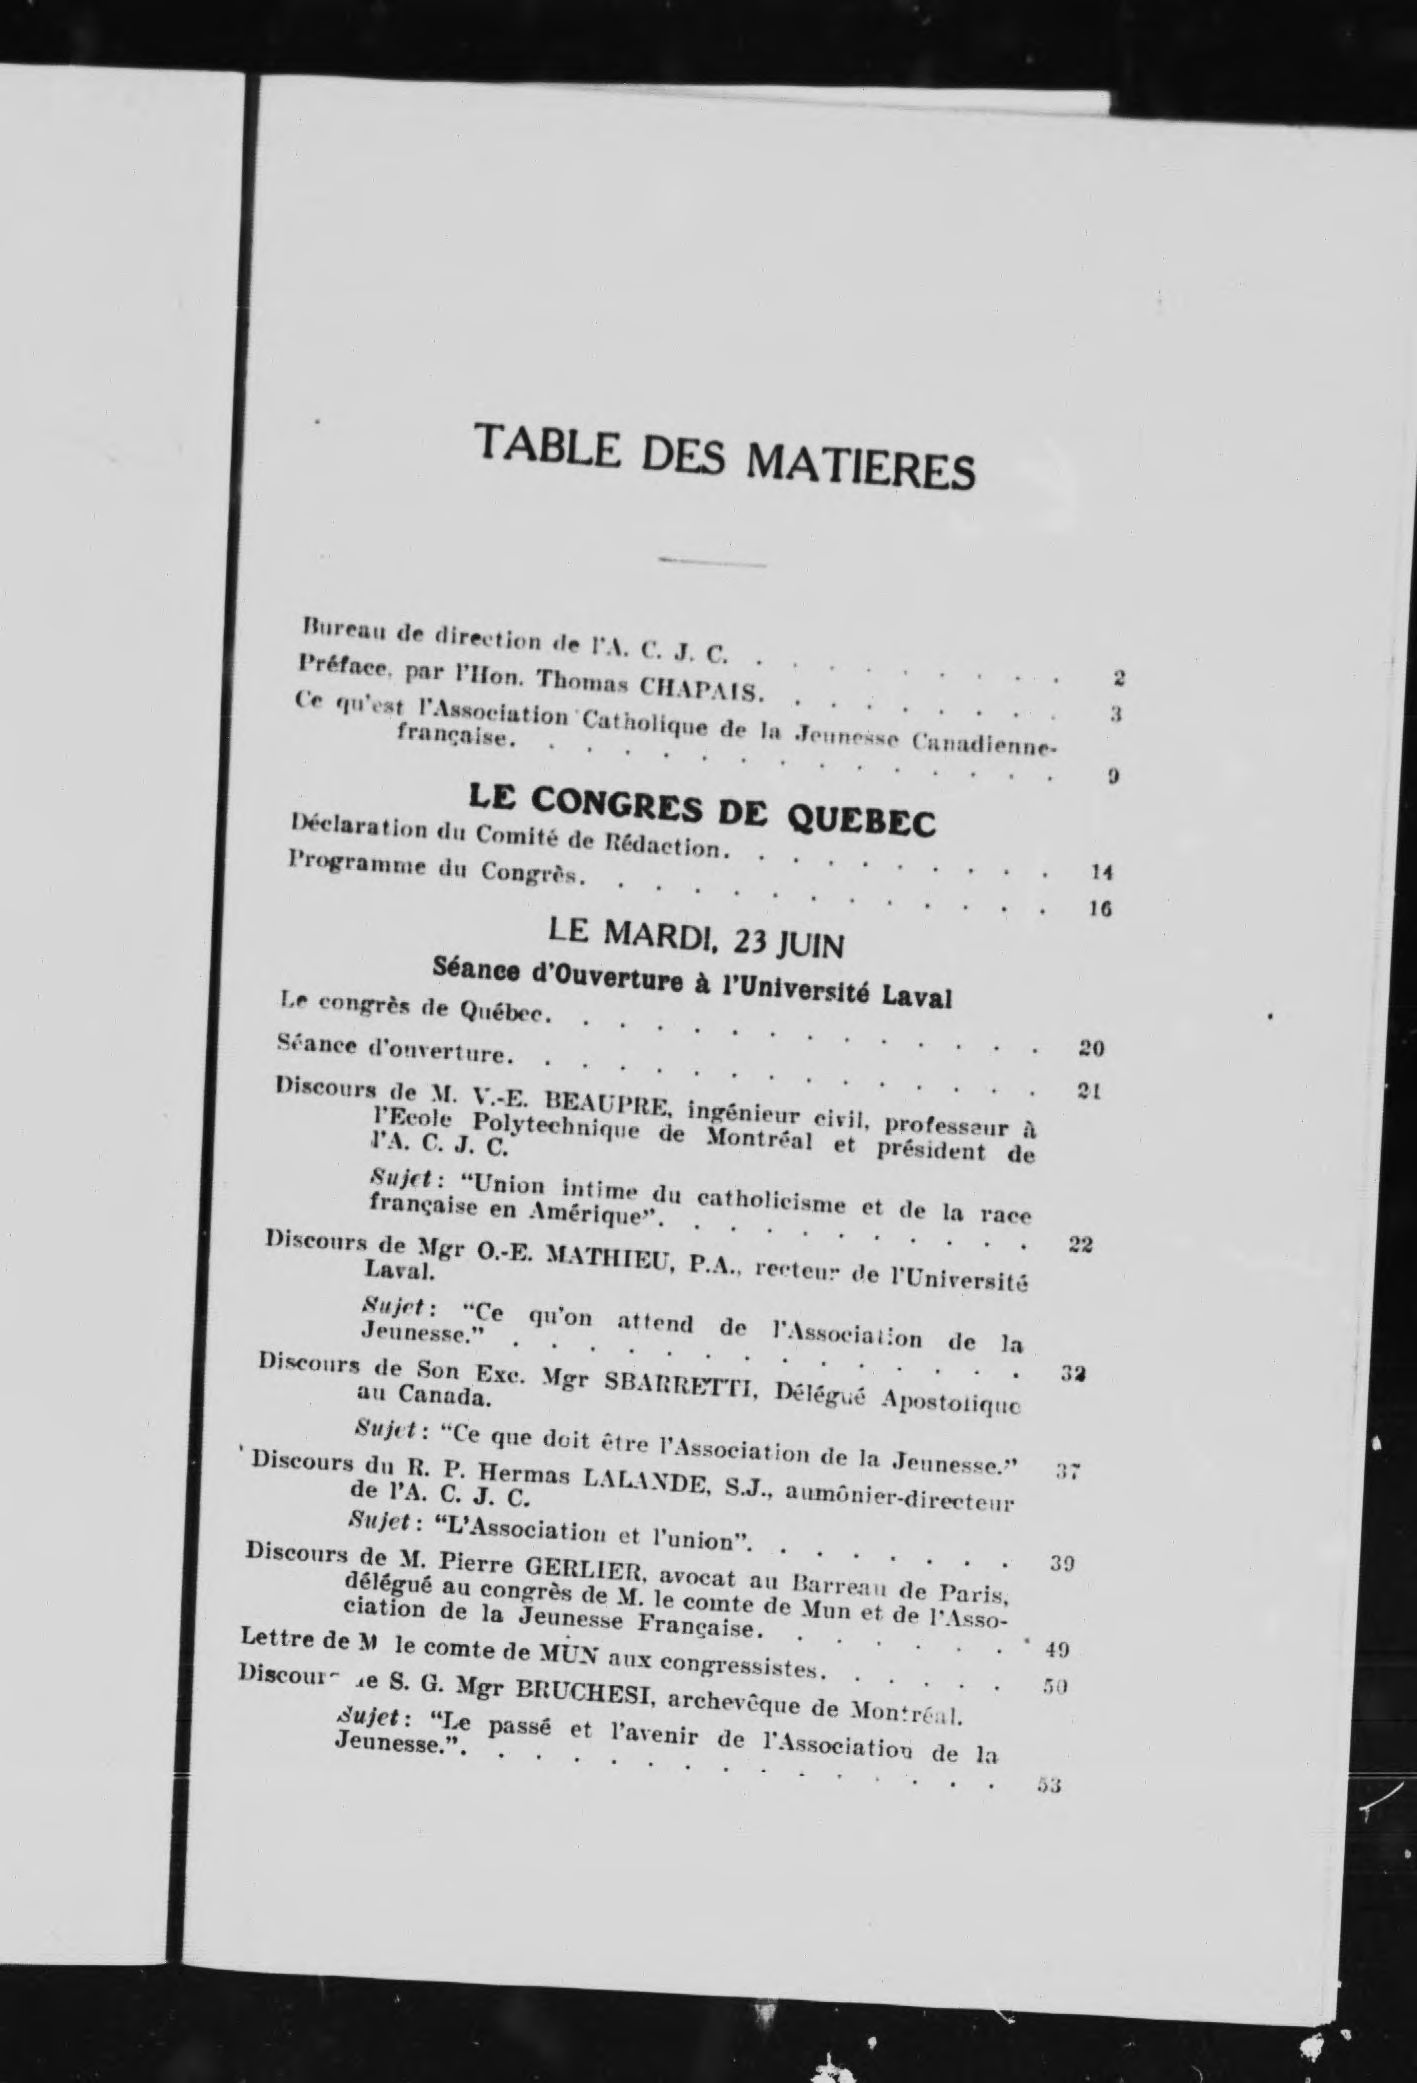 TABLE DES MATIERES
Bureau de direction de l'A. C. J. C. . . . . . . . . . 2
Préface, par l'Hon. Thomas CHAPAIS. . . . . . . . . 3
Ce qu'est l'Association Catholique de la Jeunesse Canadienne-
française. . . . . . . . . . . . . . . 9
LE CONGRES DE QUEBEC
Déclaration du Comité de Rédaction. . . . . . . . . . 14
Programme du Congrès. . . . . . . . . . . . . 16
LE MARDI, 23 JUIN
Séance d'Ouverture à l'Université Laval
Le congrès de Québec. . . . . . . . . . . . . . 20
Séance d'ouverture. . . . . . . . . . . . . . . 21
Discours de M. V.-E. BEAUPRE, ingénieur civil, professeur à
l'Ecole Polytechnique de Montréal et président de
l'A. C. J. C.
Sujet: "Union intime du catholicisme et de la race
française en Amérique". . . . . . . . . . . 22
Discours de Mgr O.-E. MATHIEU, P.A., recteur de l'Université
Laval.
Sujet: "Ce qu'on attend de l'Association de la
Jeunesse." . . . . . . . . . . . . . . 32
Discours de Son Exc. Mgr SBARRETTI, Délégué Apostolique
au Canada.
Sujet: "Ce que doit être l'Association de la Jeunesse." 37
Discours du R. P. Hermas LALANDE, S.J., aumônier-directeur
de l'A. C. J. C.
Sujet: "L'Association et l'union". . . . . . . . 39
Discours de M. Pierre GERLIER, avocat au Barreau de Paris,
délégué au congrès de M. le comte de Mun et de l'Asso-
ciation de la Jeunesse Française. . . . . . . . 49
Lettre de M le comte de MUN aux congressistes. . . . . . 50
Discour de S. G. Mgr BRUCHESI, archevêque de Montréal.
Sujet: "Le passé et l'avenir de l'Association de la
Jeunesse.". . . . . . . . . . . . . . . 53